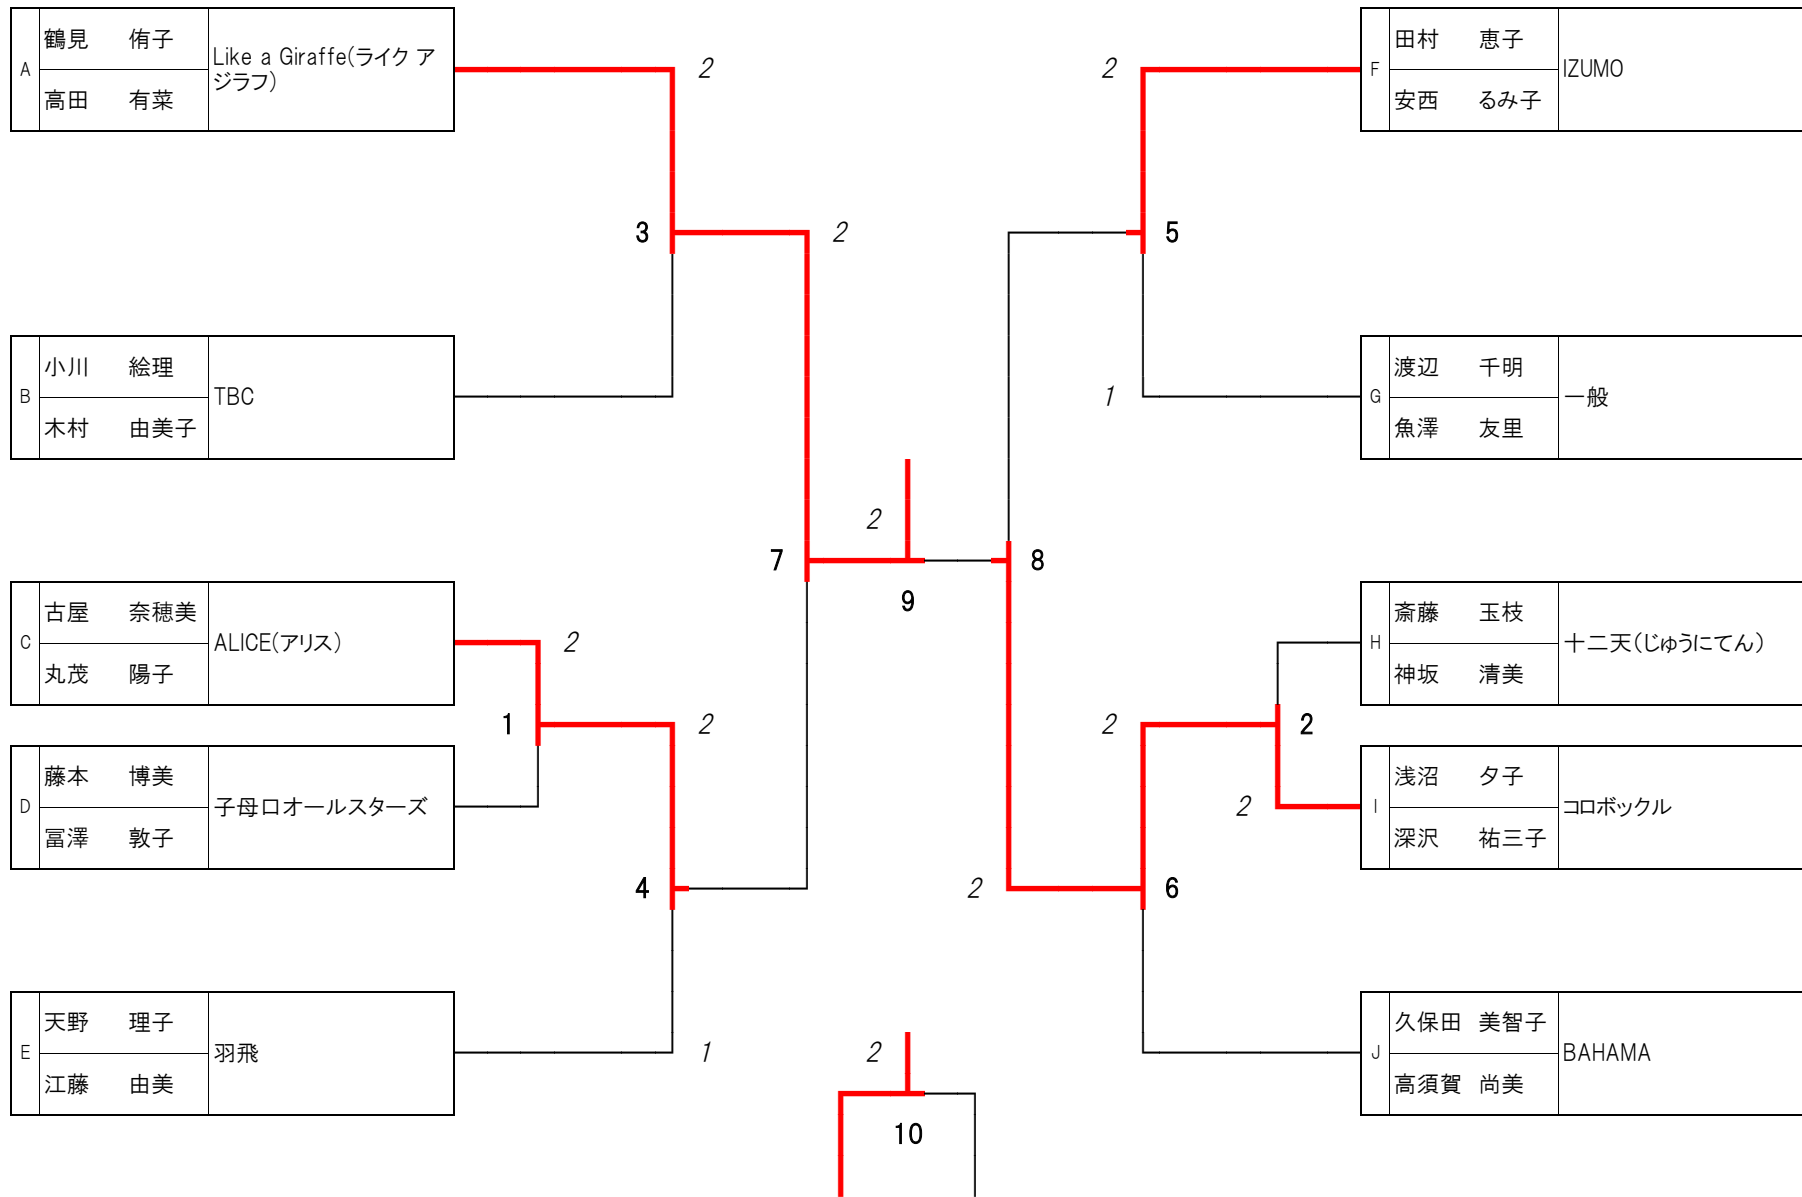 A
鶴見 侑子
高田 有菜
Like a Giraffe(ライク ア
ジラフ)
2
3
2
B
小川 絵理
木村 由美子
TBC
C
古屋 奈穂美
丸茂 陽子
ALICE(アリス)
2
1
2
D
藤本 博美
冨澤 敦子
子母口オールスターズ
4
E
天野 理子
江藤 由美
羽飛
1
7
2
9
8
2
10
F
田村 恵子
安西 るみ子
IZUMO
2
5
G
渡辺 千明
魚澤 友里
一般
1
H
斎藤 玉枝
神坂 清美
十二天(じゅうにてん)
2
2
I
浅沼 夕子
深沢 祐三子
コロボックル
2
2
6
J
久保田 美智子
高須賀 尚美
BAHAMA